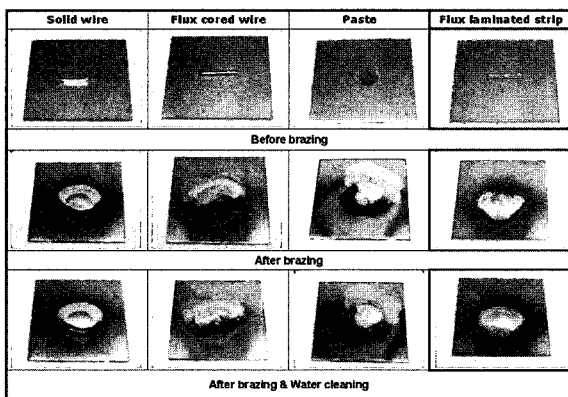 Solid wire
Flux cored wire
Paste
Flux laminated strip
Before brazing
After brazing
After brazing & Water cleaning